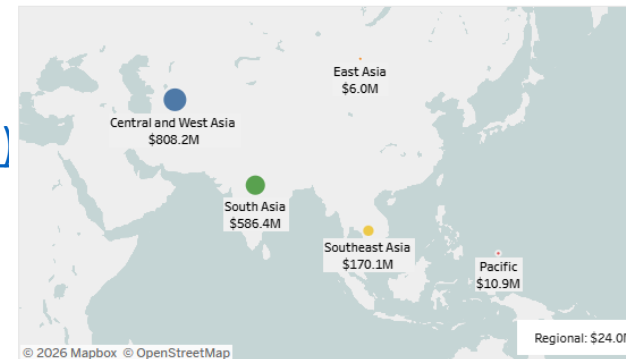 East Asia
$6.0M
Central and West Asia
$808.2M
South Asia
$586.4M
Southeast Asia
$170.1M
Pacific
$10.9M
Regional: $24.0
© 2026 Mapbox © OpenStreetMap